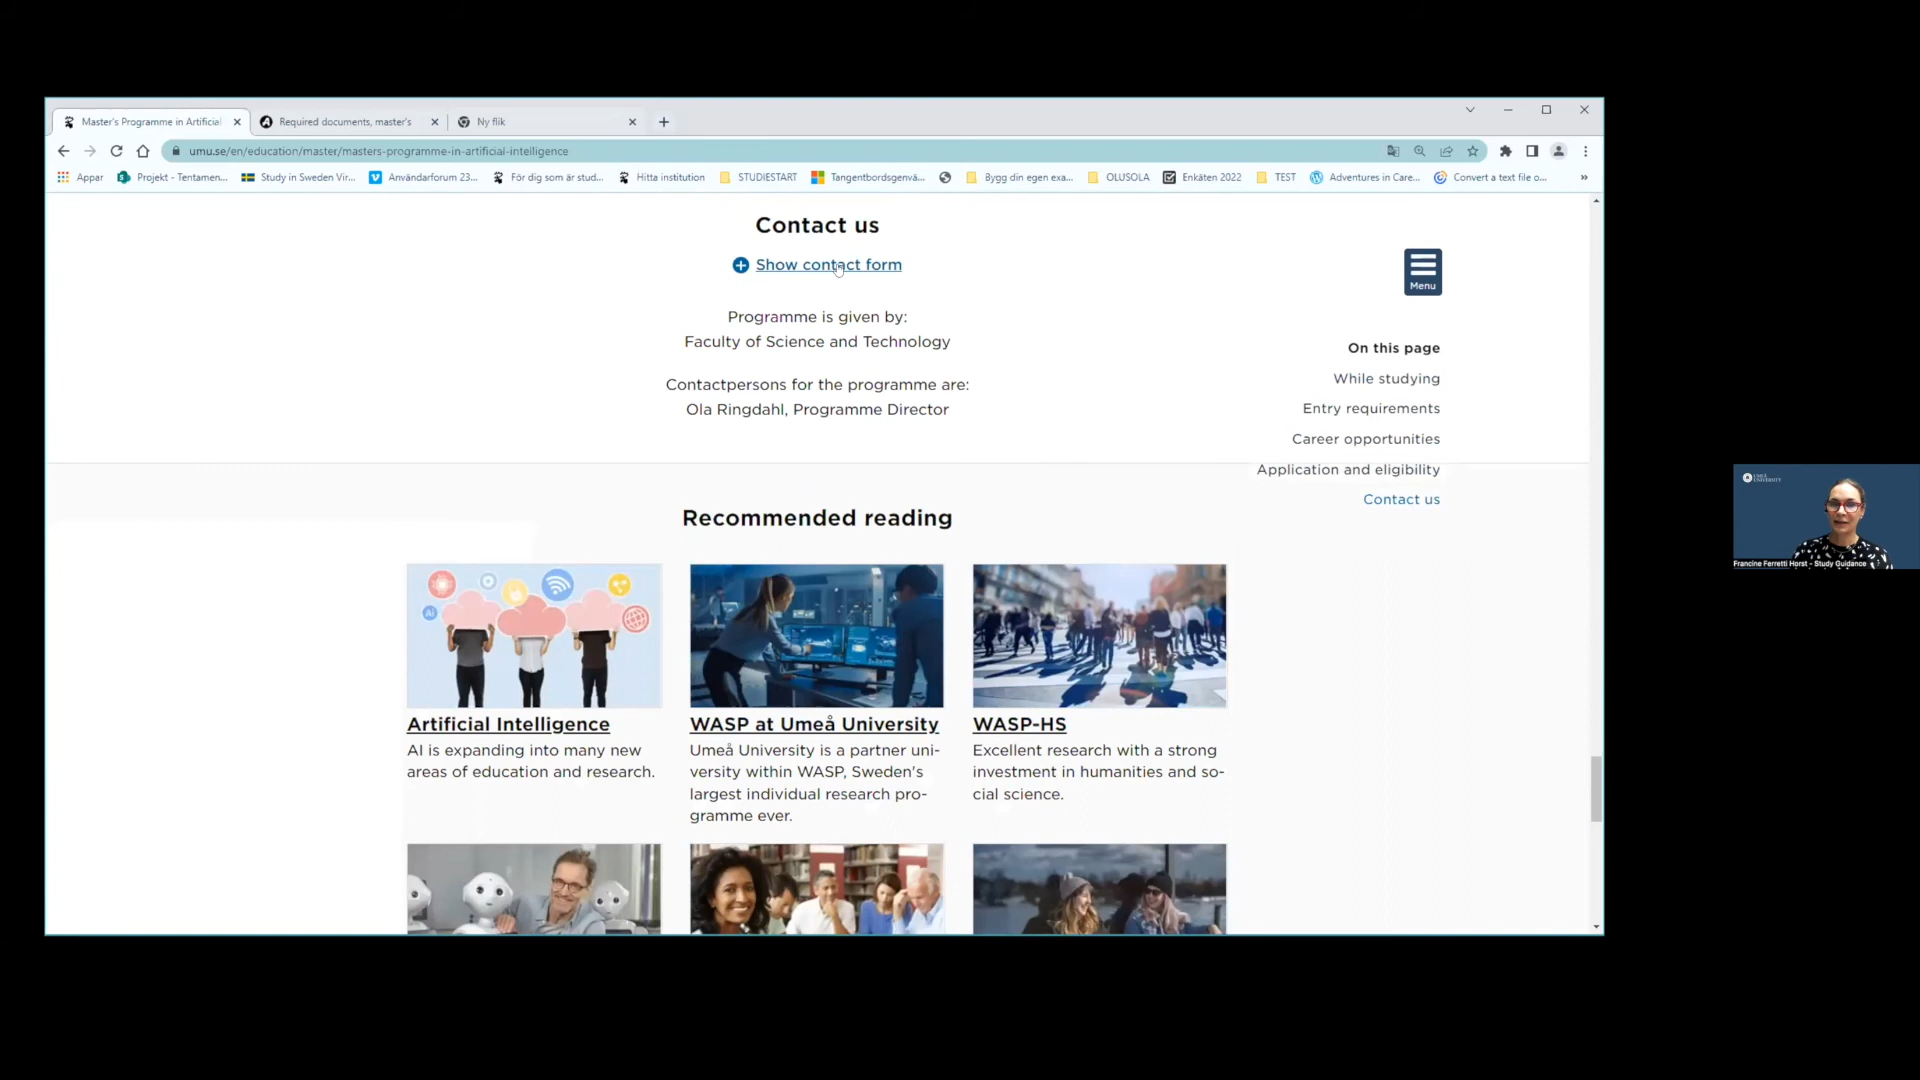 Master's Programme in Artificial
Required documents, master's
Ny flik
umu.se/en/education/master/masters-programme-in-artificial-intelligence
Appar
Projekt - Tentamen...
Study in Sweden Vir...
Användarforum 23...
För dig som är stud...
Hitta institution
STUDIESTART
Tangentbordsgenvä...
Bygg din egen exa...
OLUSOLA
Enkäten 2022
TEST
Adventures in Care...
Convert a text file o...
»
Contact us
Show contact form
Programme is given by:
Faculty of Science and Technology
Contactpersons for the programme are:
Ola Ringdahl, Programme Director
Menu
On this page
While studying
Entry requirements
Career opportunities
Application and eligibility
Contact us
Recommended reading
AI
Artificial Intelligence
AI is expanding into many new
areas of education and research.
WASP at Umeå University
Umeå University is a partner uni-
versity within WASP, Sweden's
largest individual research pro-
gramme ever.
WASP-HS
Excellent research with a strong
investment in humanities and so-
cial science.
UMEÅ
UNIVERSITY
Francine Ferretti Horst - Study Guidance